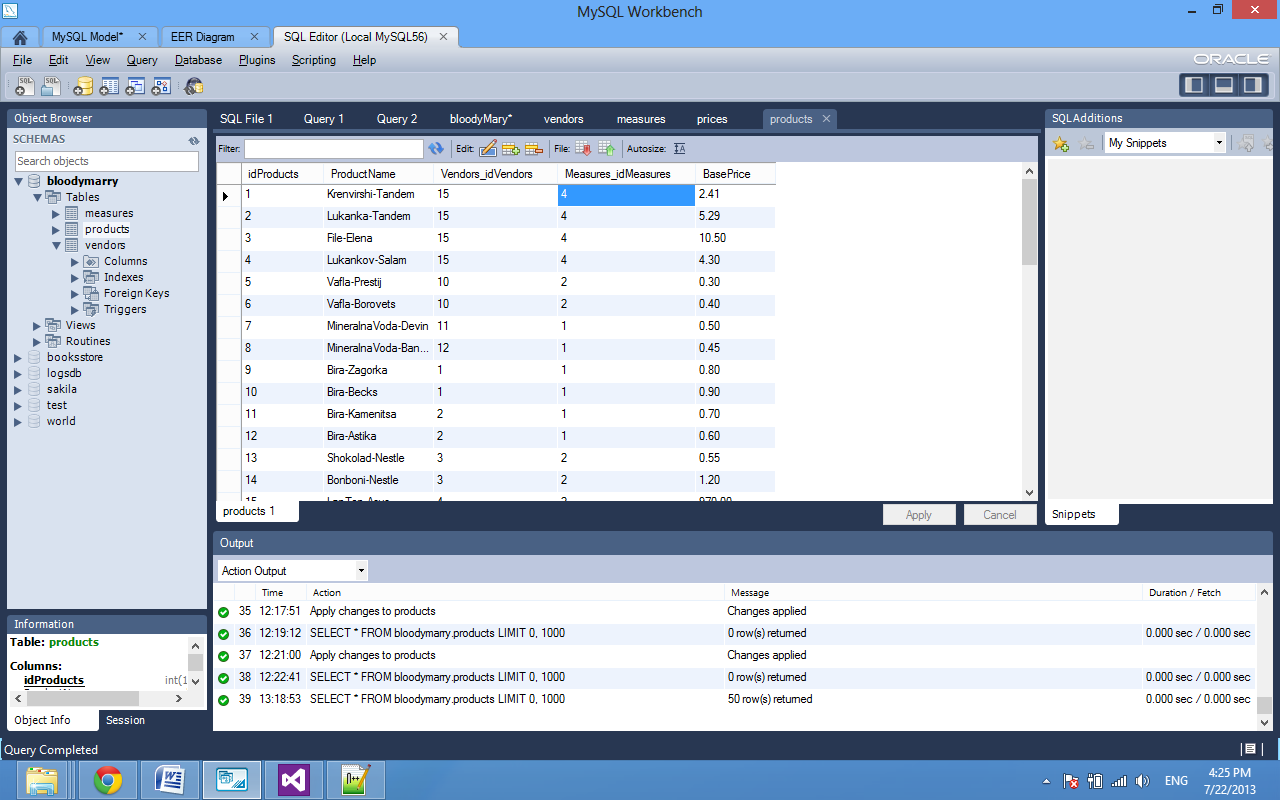 MySQL Workbench
MySQL Model*
EER Diagram
SQL Editor (Local MySQL56)
File Edit View Query Database Plugins Scripting Help
ORACLE
Object Browser
SCHEMAS
Search objects
bloodymarry
Tables
measures
products
vendors
Columns
Indexes
Foreign Keys
Triggers
Views
Routines
booksstore
logsdb
sakila
test
world
Information
Table: products
Columns:
idProducts int(1
Object Info Session
SQL File 1 Query 1 Query 2 bloodyMary* vendors measures prices products
Filter: Edit: File: Autosize:
idProducts ProductName Vendors_idVendors Measures_idMeasures BasePrice
1 Krenvirshi-Tandem 15 4 2.41
2 Lukanka-Tandem 15 4 5.29
3 File-Elena 15 4 10.50
4 Lukankov-Salam 15 4 4.30
5 Vafla-Prestij 10 2 0.30
6 Vafla-Borovets 10 2 0.40
7 MineralnaVoda-Devin 11 1 0.50
8 MineralnaVoda-Ban... 12 1 0.45
9 Bira-Zagorka 1 1 0.80
10 Bira-Becks 1 1 0.90
11 Bira-Kamenitsa 2 1 0.70
12 Bira-Astika 2 1 0.60
13 Shokolad-Nestle 3 2 0.55
14 Bonboni-Nestle 3 2 1.20
products 1
Apply Cancel
SQLAdditions
My Snippets
Snippets
Output
Action Output
Time Action Message Duration / Fetch
35 12:17:51 Apply changes to products Changes applied
36 12:19:12 SELECT * FROM bloodymarry.products LIMIT 0, 1000 0 row(s) returned 0.000 sec / 0.000 sec
37 12:21:00 Apply changes to products Changes applied
38 12:22:41 SELECT * FROM bloodymarry.products LIMIT 0, 1000 0 row(s) returned 0.000 sec / 0.000 sec
39 13:18:53 SELECT * FROM bloodymarry.products LIMIT 0, 1000 50 row(s) returned 0.000 sec / 0.000 sec
Query Completed
ENG
4:25 PM
7/22/2013